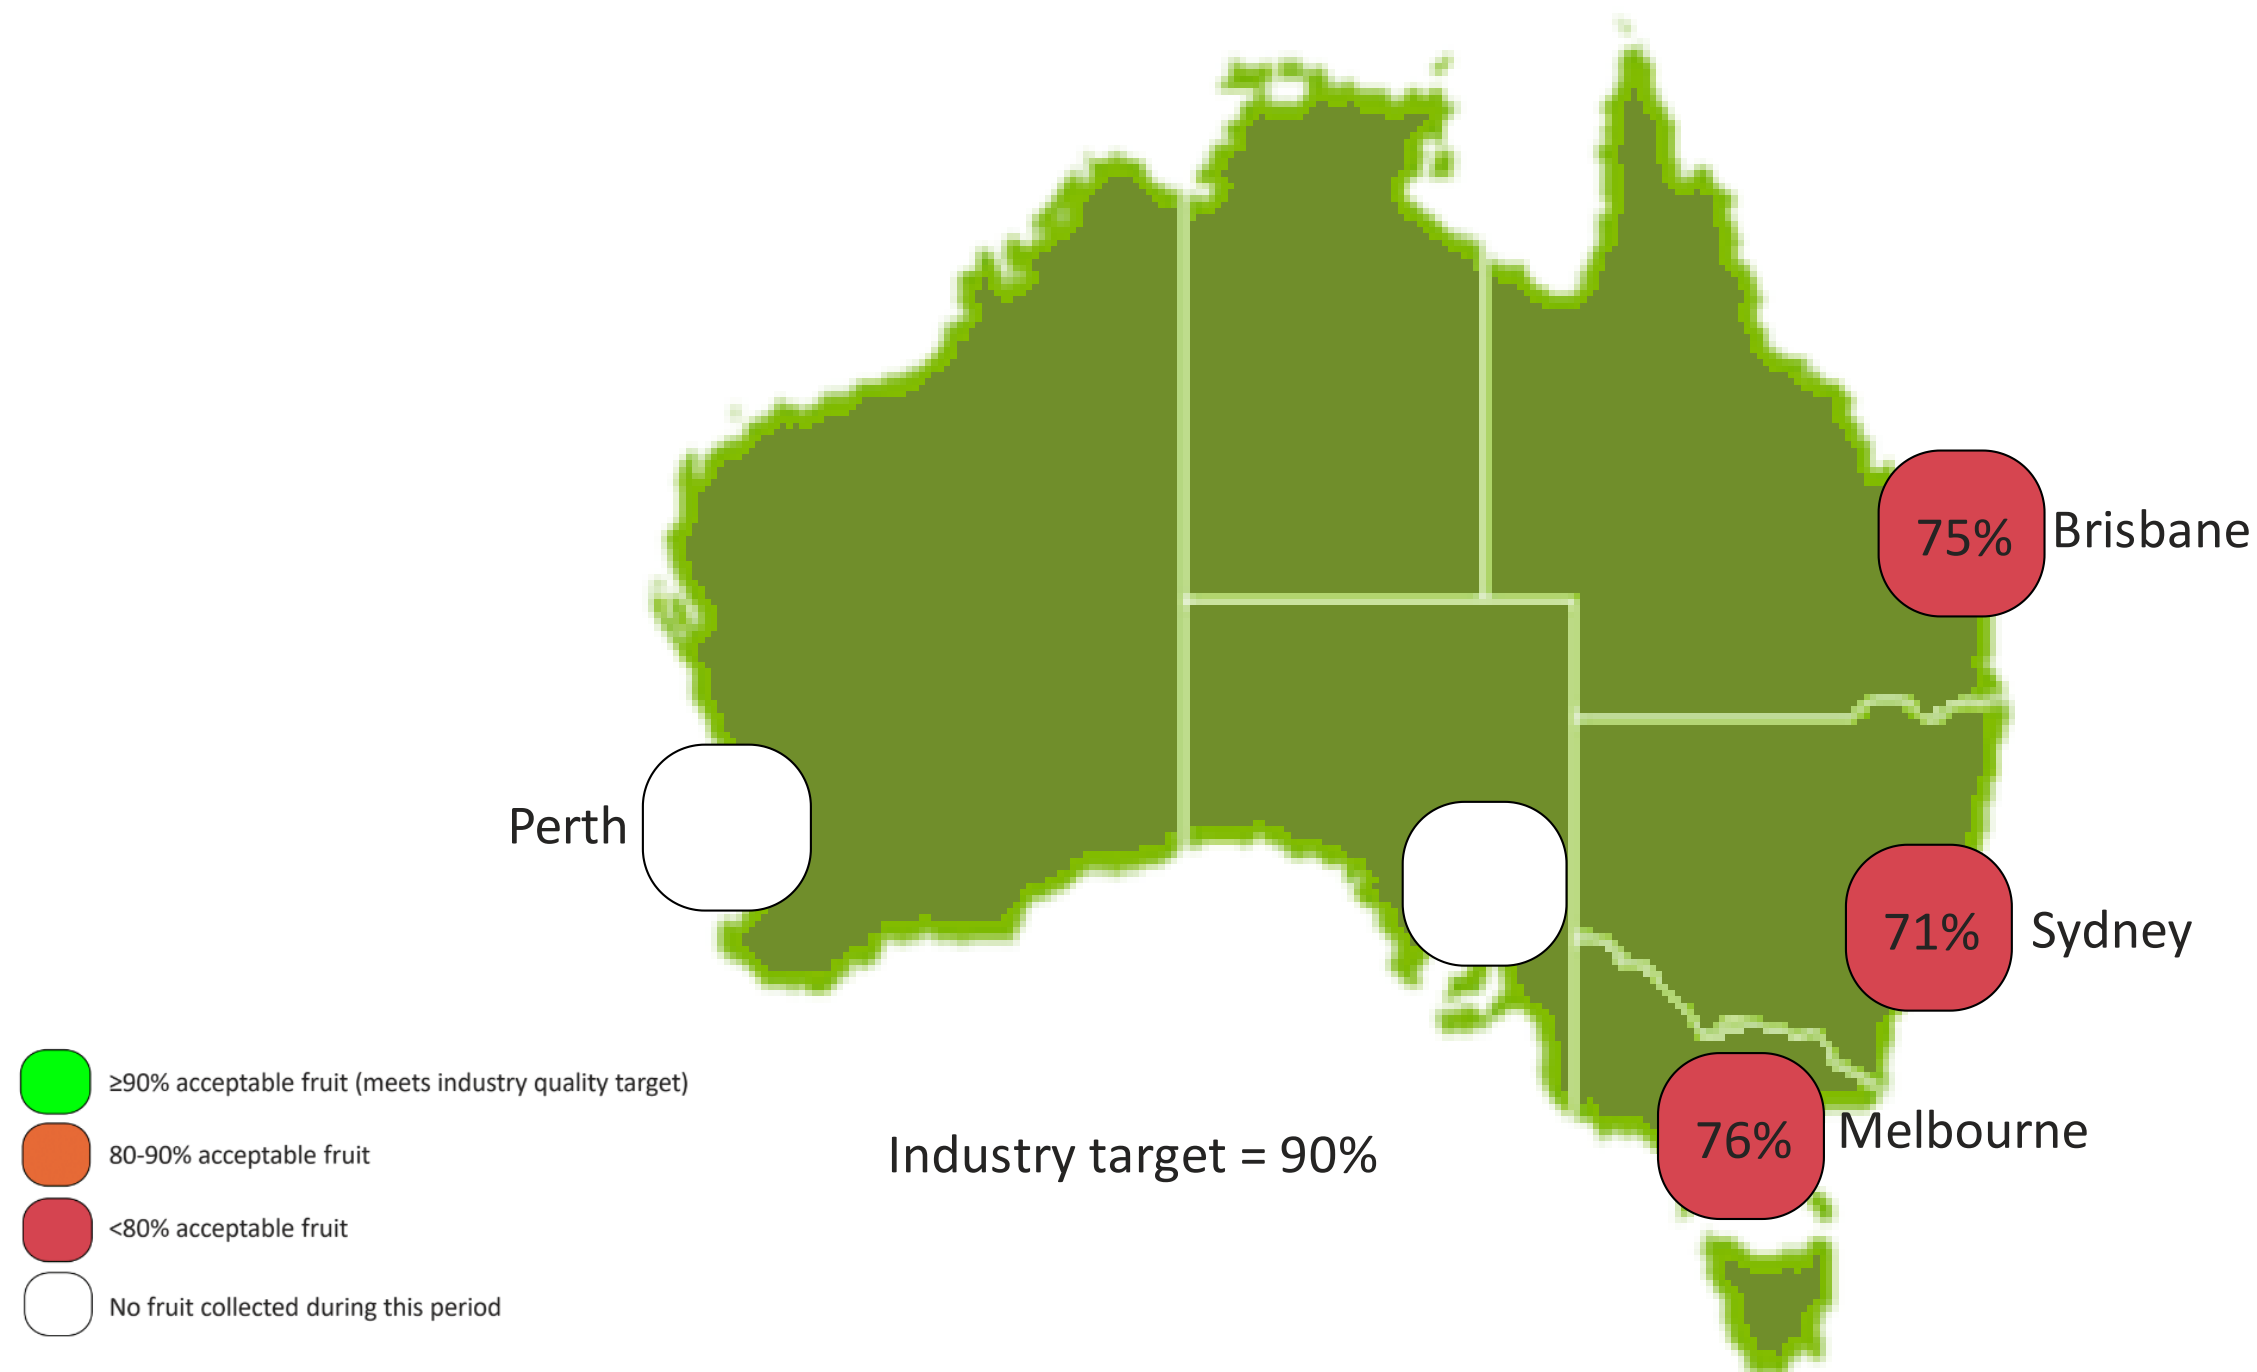 75%
Brisbane
Perth
71%
Sydney
≥90% acceptable fruit (meets industry quality target)
80-90% acceptable fruit
<80% acceptable fruit
No fruit collected during this period
Industry target = 90%
76%
Melbourne